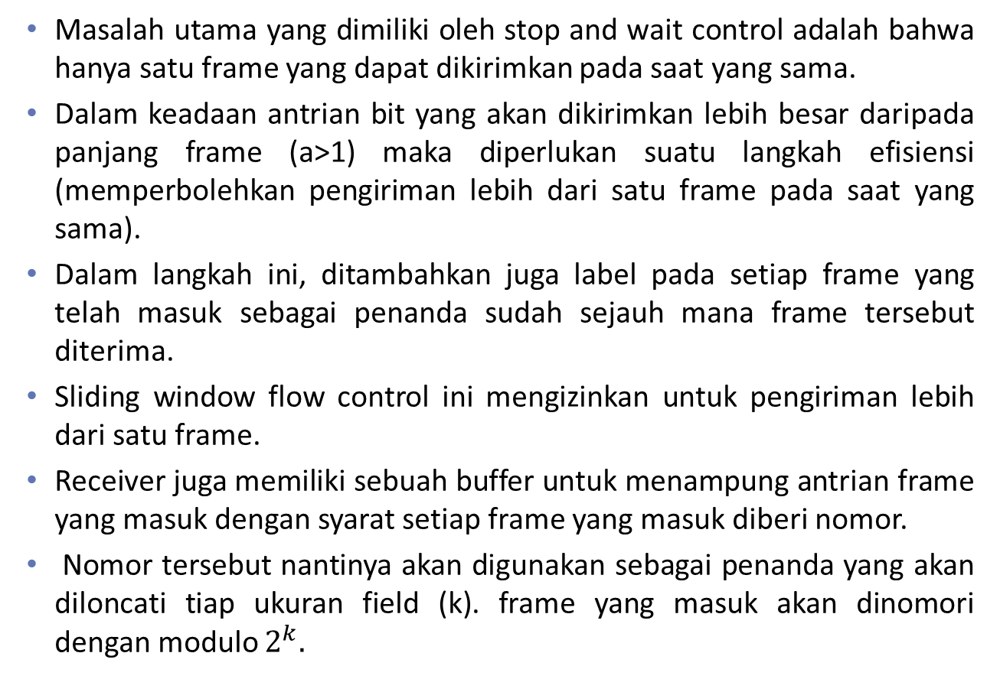 • Masalah utama yang dimiliki oleh stop and wait control adalah bahwa
hanya satu frame yang dapat dikirimkan pada saat yang sama.
• Dalam keadaan antrian bit yang akan dikirimkan lebih besar daripada
panjang frame (a>1) maka diperlukan suatu langkah efisiensi
(memperbolehkan pengiriman lebih dari satu frame pada saat yang
sama).
• Dalam langkah ini, ditambahkan juga label pada setiap frame yang
telah masuk sebagai penanda sudah sejauh mana frame tersebut
diterima.
• Sliding window flow control ini mengizinkan untuk pengiriman lebih
dari satu frame.
• Receiver juga memiliki sebuah buffer untuk menampung antrian frame
yang masuk dengan syarat setiap frame yang masuk diberi nomor.
• Nomor tersebut nantinya akan digunakan sebagai penanda yang akan
diloncati tiap ukuran field (k). frame yang masuk akan dinomori
dengan modulo 2^k.